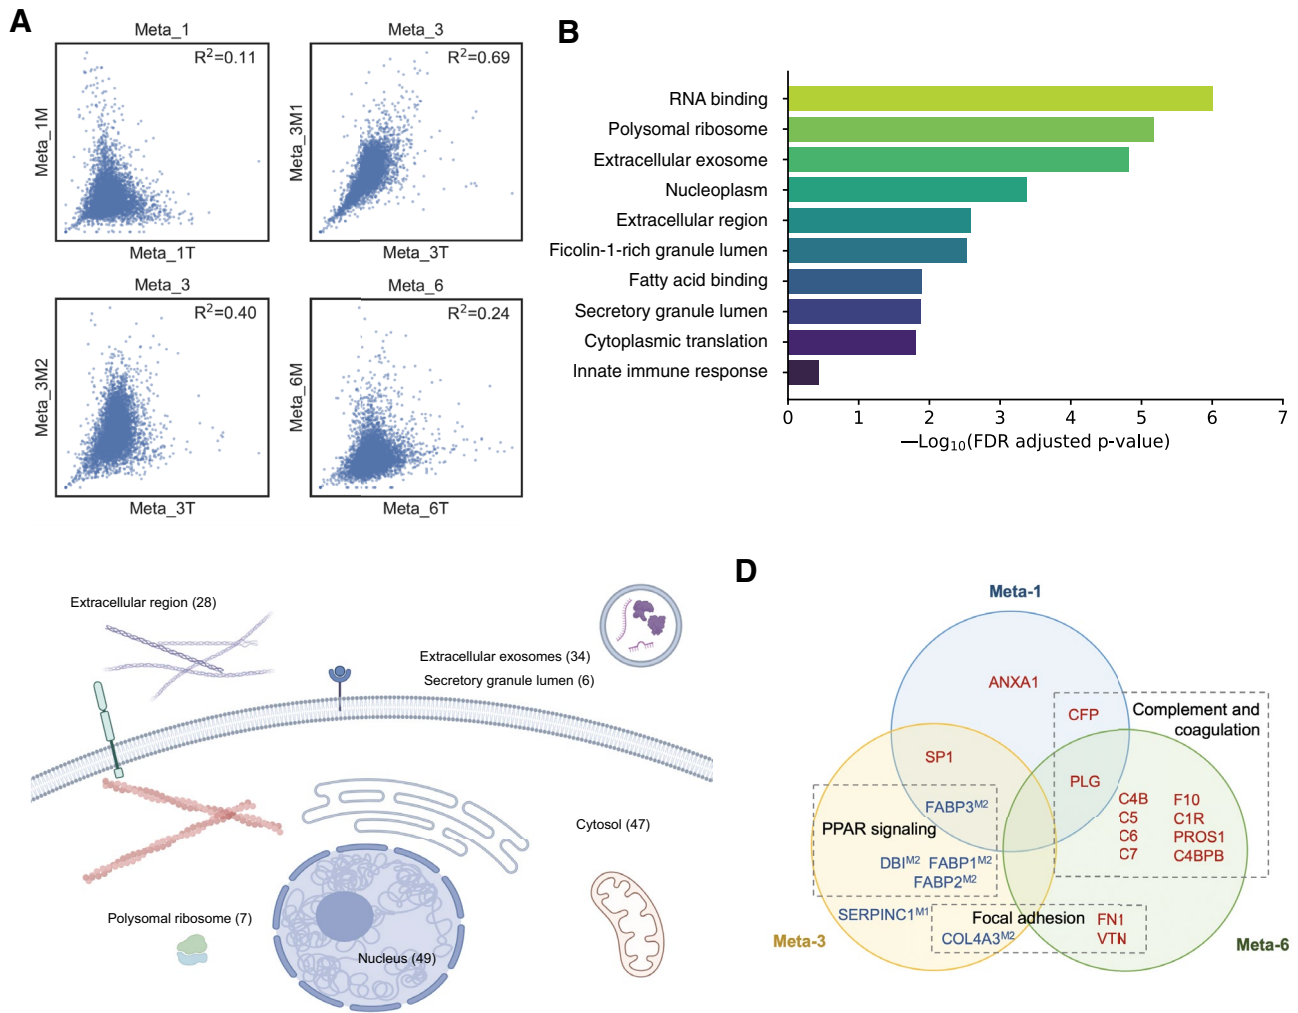 A
Meta_1
R²=0.11
Meta_1M
Meta_1T
Meta_3
R²=0.69
Meta_3M1
Meta_3T
Meta_3
R²=0.40
Meta_3M2
Meta_3T
Meta_6
R²=0.24
Meta_6M
Meta_6T
B
RNA binding
Polysomal ribosome
Extracellular exosome
Nucleoplasm
Extracellular region
Ficolin-1-rich granule lumen
Fatty acid binding
Secretory granule lumen
Cytoplasmic translation
Innate immune response
0 1 2 3 4 5 6 7
—Log₁₀(FDR adjusted p-value)
Extracellular region (28)
Extracellular exosomes (34)
Secretory granule lumen (6)
Cytosol (47)
Polysomal ribosome (7)
Nucleus (49)
D
Meta-1
ANXA1
CFP
Complement and
coagulation
SP1
PLG
C4B F10
C5 C1R
C6 PROS1
C7 C4BPB
FABP3ᴹ²
PPAR signaling
DBIᴹ² FABP1ᴹ²
FABP2ᴹ²
SERPINC1ᴹ¹
Focal adhesion FN1
COL4A3ᴹ² VTN
Meta-3
Meta-6